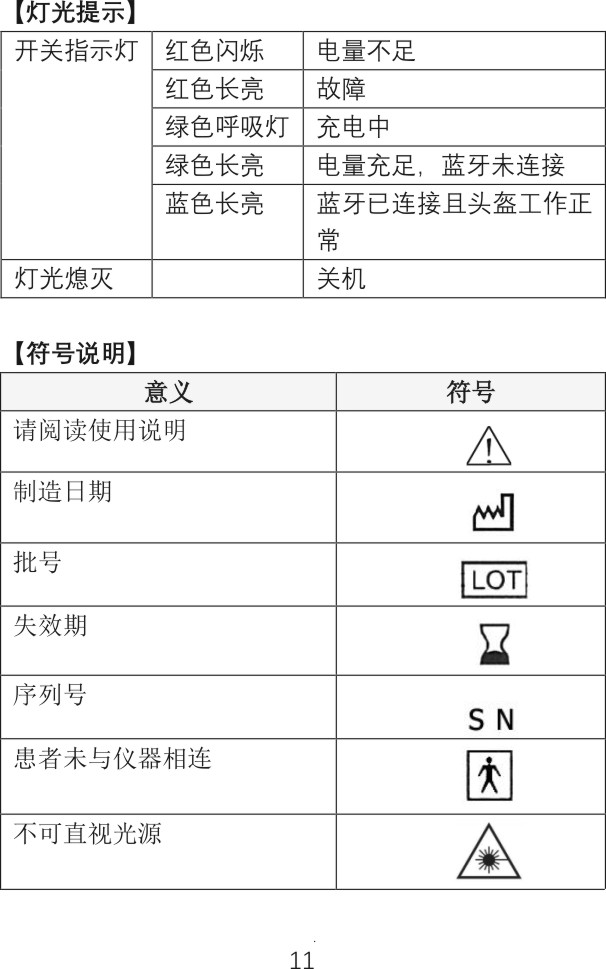 【灯光提示】
开关指示灯 红色闪烁 电量不足
红色长亮 故障
绿色呼吸灯 充电中
绿色长亮 电量充足，蓝牙未连接
蓝色长亮 蓝牙已连接且头盔工作正
常
灯光熄灭 关机
【符号说明】
意义 符号
请阅读使用说明
制造日期
批号 LOT
失效期
序列号 S N
患者未与仪器相连
不可直视光源
11